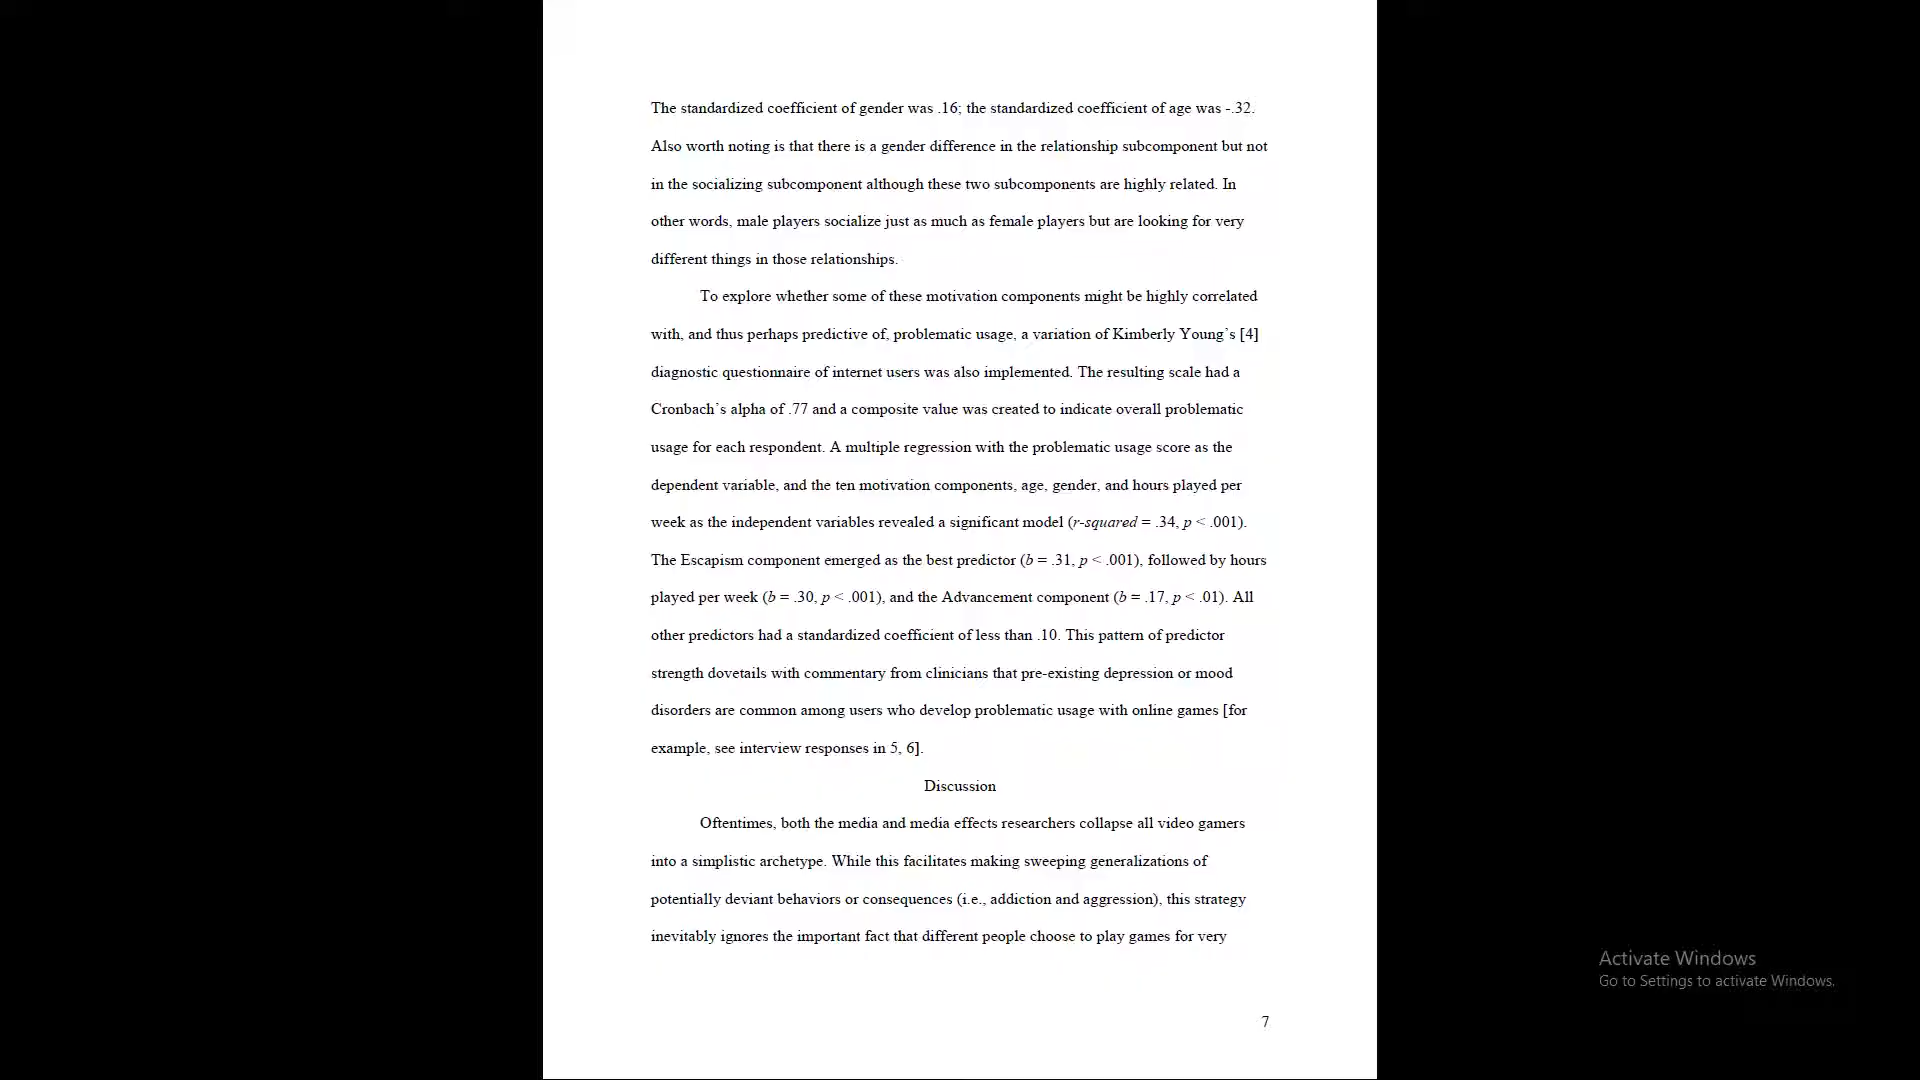 The standardized coefficient of gender was .16; the standardized coefficient of age was -.32.
Also worth noting is that there is a gender difference in the relationship subcomponent but not
in the socializing subcomponent although these two subcomponents are highly related. In
other words, male players socialize just as much as female players but are looking for very
different things in those relationships.
To explore whether some of these motivation components might be highly correlated
with, and thus perhaps predictive of, problematic usage, a variation of Kimberly Young’s [4]
diagnostic questionnaire of internet users was also implemented. The resulting scale had a
Cronbach’s alpha of .77 and a composite value was created to indicate overall problematic
usage for each respondent. A multiple regression with the problematic usage score as the
dependent variable, and the ten motivation components, age, gender, and hours played per
week as the independent variables revealed a significant model (r-squared = .34, p < .001).
The Escapism component emerged as the best predictor (b = .31, p < .001), followed by hours
played per week (b = .30, p < .001), and the Advancement component (b = .17, p < .01). All
other predictors had a standardized coefficient of less than .10. This pattern of predictor
strength dovetails with commentary from clinicians that pre-existing depression or mood
disorders are common among users who develop problematic usage with online games [for
example, see interview responses in 5, 6].
Discussion
Oftentimes, both the media and media effects researchers collapse all video gamers
into a simplistic archetype. While this facilitates making sweeping generalizations of
potentially deviant behaviors or consequences (i.e., addiction and aggression), this strategy
inevitably ignores the important fact that different people choose to play games for very
7
Activate Windows
Go to Settings to activate Windows.